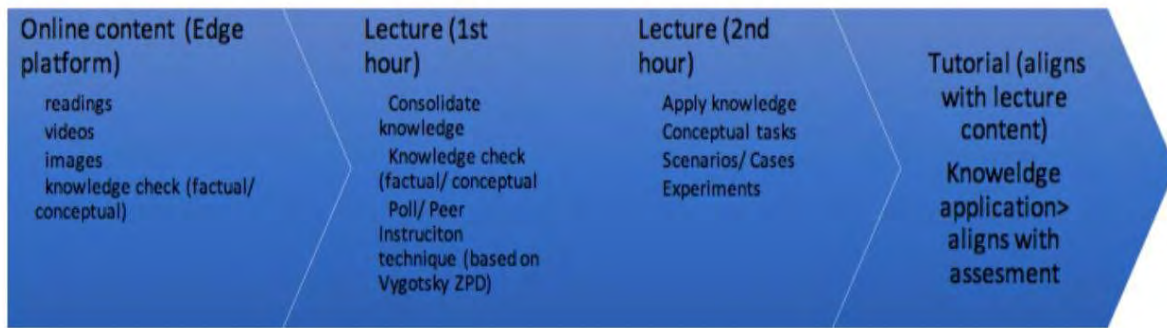 Online content (Edge
platform)
readings
videos
images
knowledge check (factual/
conceptual)
Lecture (1st
hour)
Consolidate
knowledge
Knowledge check
(factual/ conceptual
Poll/ Peer
Instruciton
technique (based on
Vygotsky ZPD)
Lecture (2nd
hour)
Apply knowledge
Conceptual tasks
Scenarios/ Cases
Experiments
Tutorial (aligns
with lecture
content)
Knoweldge
application>
aligns with
assesment